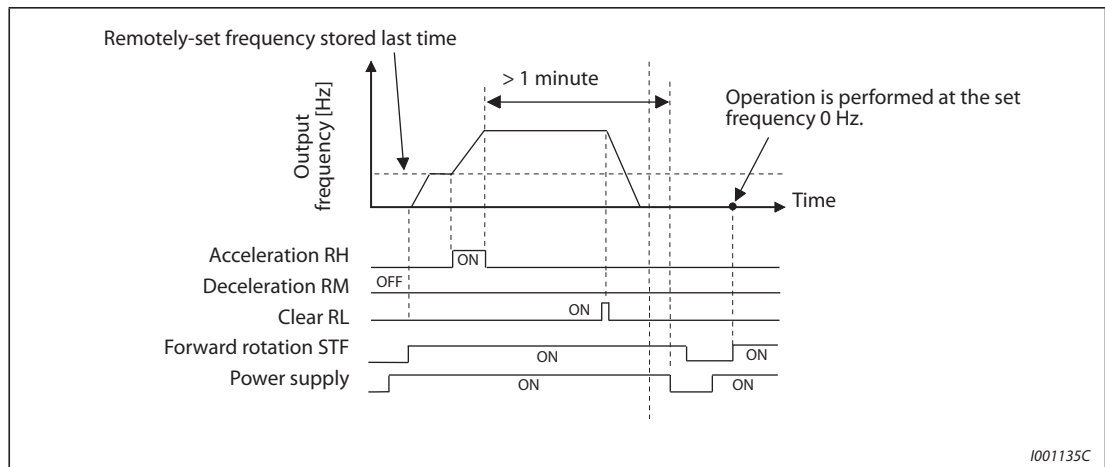 Remotely-set frequency stored last time
> 1 minute
Operation is performed at the set
frequency 0 Hz.
Output
frequency [Hz]
Time
Acceleration RH
ON
Deceleration RM
OFF
Clear RL
ON
Forward rotation STF
ON
ON
Power supply
ON
ON
I001135C